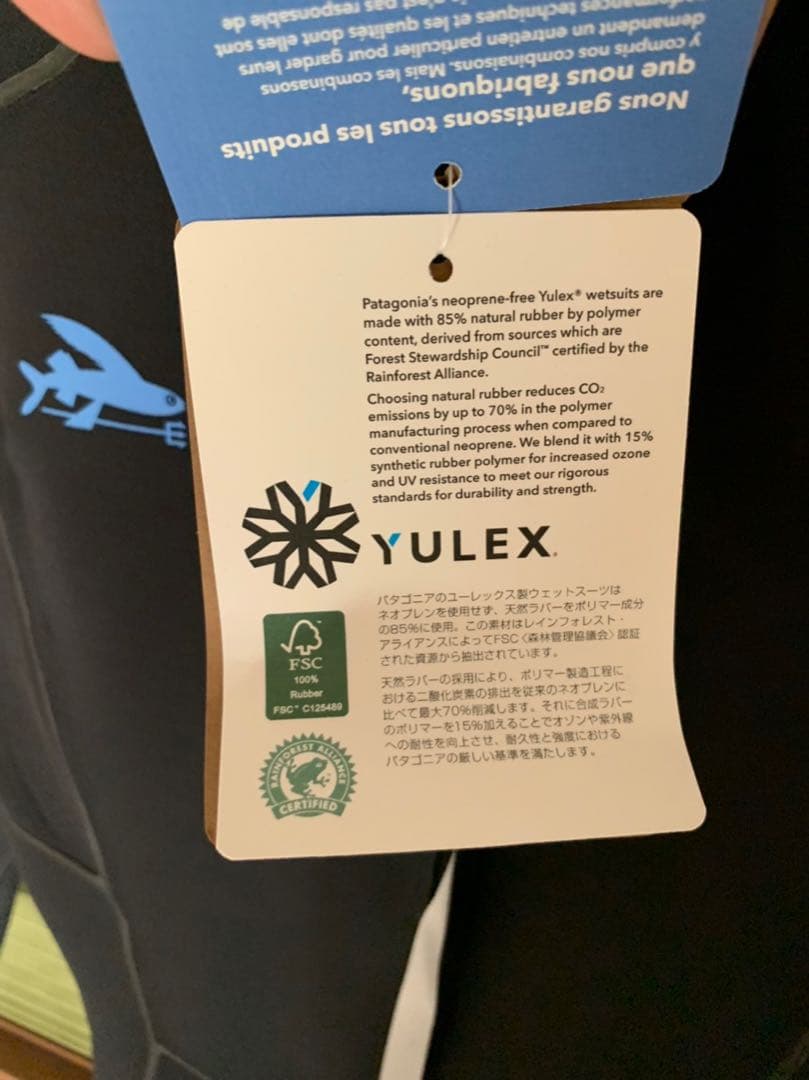 Nous garantissons tous les produits
que nous fabriquons,
y compris nos combinaisons. Mais les combinaisons
demandent un entretien particulier pour garder leurs
performances techniques et les qualités dont elles sont
pas responsable de
Patagonia's neoprene-free Yulex® wetsuits are
made with 85% natural rubber by polymer
content, derived from sources which are
Forest Stewardship Council™ certified by the
Rainforest Alliance.
Choosing natural rubber reduces CO₂
emissions by up to 70% in the polymer
manufacturing process when compared to
conventional neoprene. We blend it with 15%
synthetic rubber polymer for increased ozone
and UV resistance to meet our rigorous
standards for durability and strength.
YULEX®
パタゴニアのユーレックス製ウェットスーツは
ネオプレンを使用せず、天然ラバーをポリマー成分
の85%に使用。この素材はレインフォレスト・
アライアンスによってFSC〈森林管理協議会〉認証
された資源から抽出されています。
天然ラバーの採用により、ポリマー製造工程に
おける二酸化炭素の排出を従来のネオプレンに
比べて最大70%削減します。それに合成ラバー
のポリマーを15%加えることでオゾンや紫外線
への耐性を向上させ、耐久性と強度における
パタゴニアの厳しい基準を満たします。
FSC
100%
Rubber
FSC™ C125489
RAINFOREST ALLIANCE
CERTIFIED